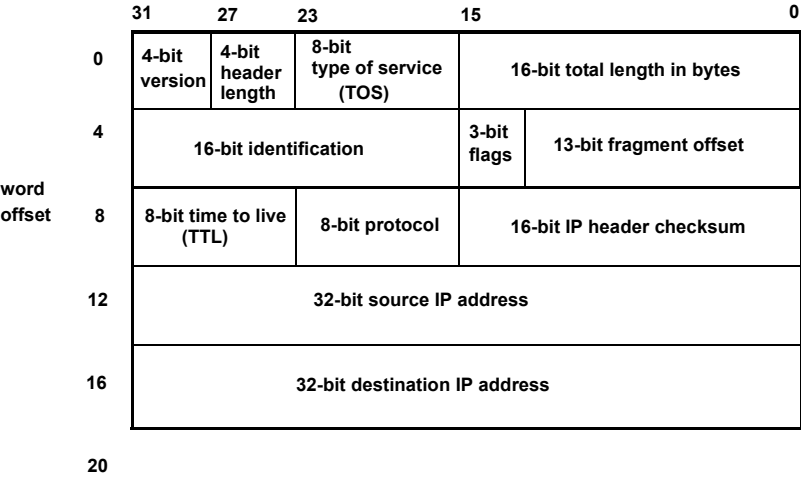 31 27 23 15 0
0
4-bit
version
4-bit
header
length
8-bit
type of service
(TOS)
16-bit total length in bytes
4
16-bit identification
3-bit
flags
13-bit fragment offset
word
offset
8
8-bit time to live
(TTL)
8-bit protocol
16-bit IP header checksum
12
32-bit source IP address
16
32-bit destination IP address
20